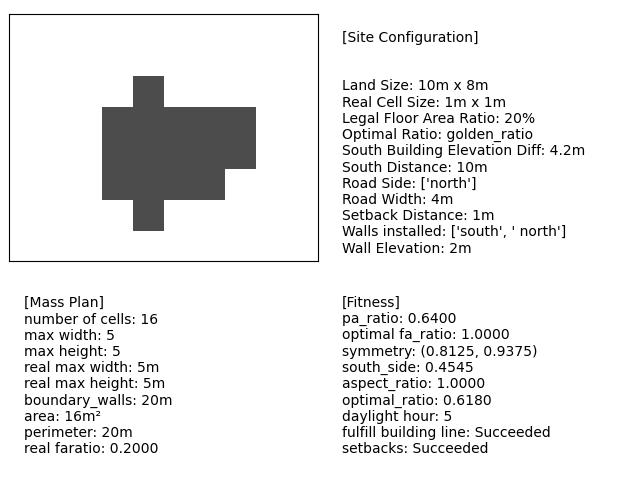 [Site Configuration]
Land Size: 10m x 8m
Real Cell Size: 1m x 1m
Legal Floor Area Ratio: 20%
Optimal Ratio: golden_ratio
South Building Elevation Diff: 4.2m
South Distance: 10m
Road Side: ['north']
Road Width: 4m
Setback Distance: 1m
Walls installed: ['south', ' north']
Wall Elevation: 2m
[Mass Plan]
number of cells: 16
max width: 5
max height: 5
real max width: 5m
real max height: 5m
boundary_walls: 20m
area: 16m²
perimeter: 20m
real faratio: 0.2000
[Fitness]
pa_ratio: 0.6400
optimal fa_ratio: 1.0000
symmetry: (0.8125, 0.9375)
south_side: 0.4545
aspect_ratio: 1.0000
optimal_ratio: 0.6180
daylight hour: 5
fulfill building line: Succeeded
setbacks: Succeeded